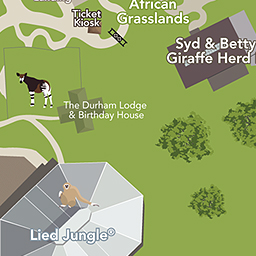 African
Grasslands
Ticket
Kiosk
Syd & Betty
Giraffe Herd
The Durham Lodge
& Birthday House
Lied Jungle®